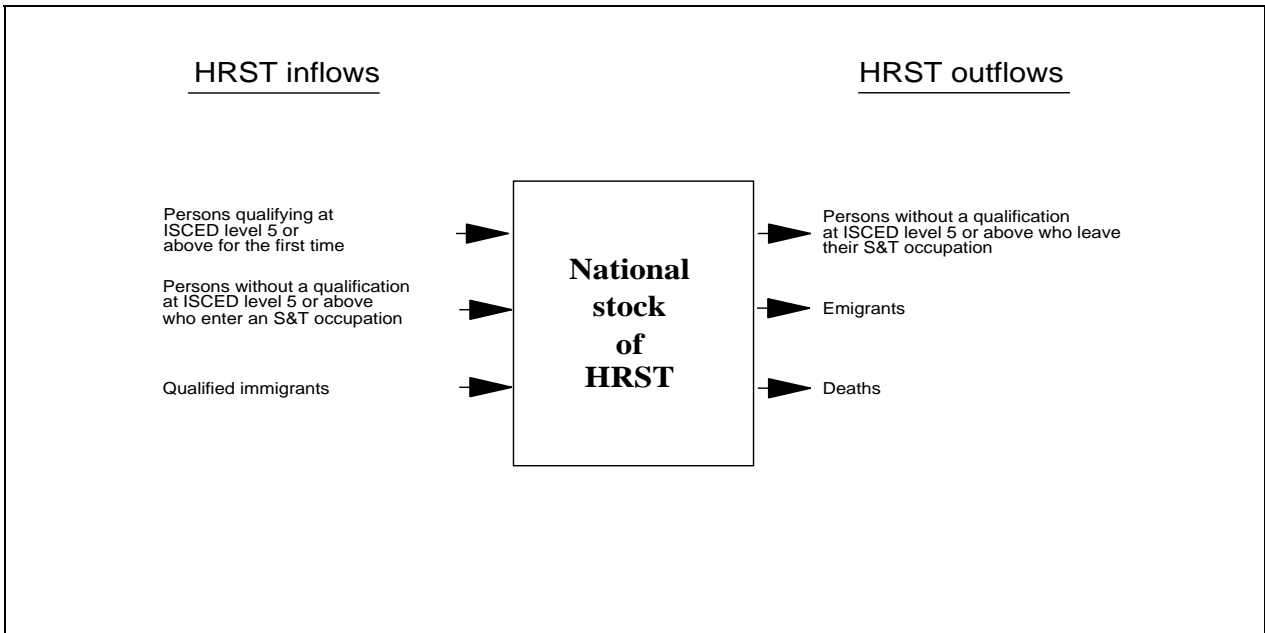 HRST inflows
HRST outflows
Persons qualifying at
ISCED level 5 or
above for the first time
Persons without a qualification
at ISCED level 5 or above
who enter an S&T occupation
Qualified immigrants
National
stock
of
HRST
Persons without a qualification
at ISCED level 5 or above who leave
their S&T occupation
Emigrants
Deaths